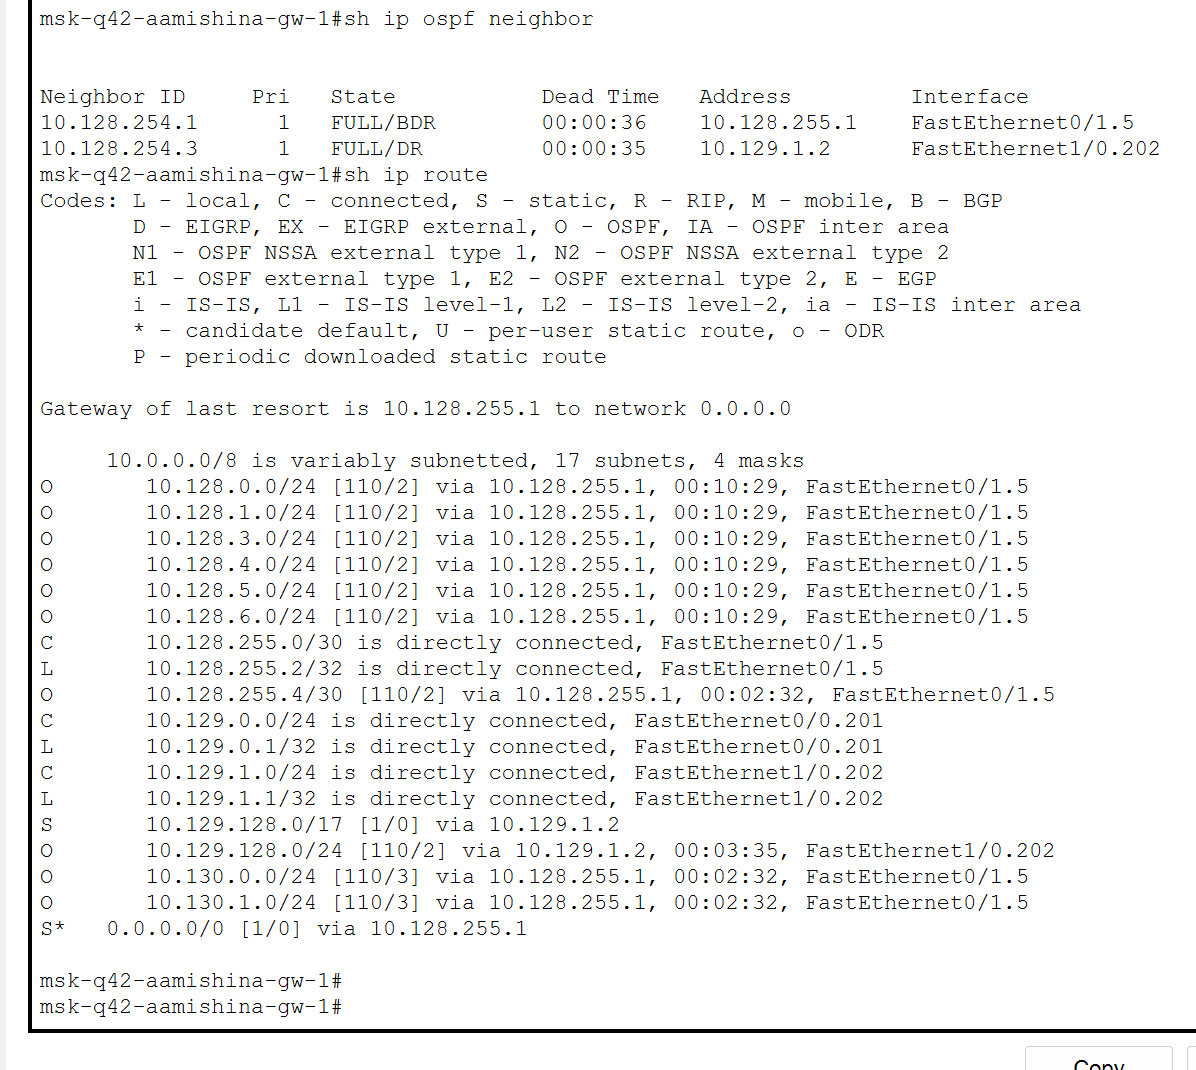 msk-q42-aamishina-gw-1#sh ip ospf neighbor
Neighbor ID     Pri   State           Dead Time   Address         Interface
10.128.254.1      1   FULL/BDR        00:00:36    10.128.255.1    FastEthernet0/1.5
10.128.254.3      1   FULL/DR         00:00:35    10.129.1.2      FastEthernet1/0.202
msk-q42-aamishina-gw-1#sh ip route
Codes: L - local, C - connected, S - static, R - RIP, M - mobile, B - BGP
       D - EIGRP, EX - EIGRP external, O - OSPF, IA - OSPF inter area
       N1 - OSPF NSSA external type 1, N2 - OSPF NSSA external type 2
       E1 - OSPF external type 1, E2 - OSPF external type 2, E - EGP
       i - IS-IS, L1 - IS-IS level-1, L2 - IS-IS level-2, ia - IS-IS inter area
       * - candidate default, U - per-user static route, o - ODR
       P - periodic downloaded static route
Gateway of last resort is 10.128.255.1 to network 0.0.0.0
     10.0.0.0/8 is variably subnetted, 17 subnets, 4 masks
O       10.128.0.0/24 [110/2] via 10.128.255.1, 00:10:29, FastEthernet0/1.5
O       10.128.1.0/24 [110/2] via 10.128.255.1, 00:10:29, FastEthernet0/1.5
O       10.128.3.0/24 [110/2] via 10.128.255.1, 00:10:29, FastEthernet0/1.5
O       10.128.4.0/24 [110/2] via 10.128.255.1, 00:10:29, FastEthernet0/1.5
O       10.128.5.0/24 [110/2] via 10.128.255.1, 00:10:29, FastEthernet0/1.5
O       10.128.6.0/24 [110/2] via 10.128.255.1, 00:10:29, FastEthernet0/1.5
C       10.128.255.0/30 is directly connected, FastEthernet0/1.5
L       10.128.255.2/32 is directly connected, FastEthernet0/1.5
O       10.128.255.4/30 [110/2] via 10.128.255.1, 00:02:32, FastEthernet0/1.5
C       10.129.0.0/24 is directly connected, FastEthernet0/0.201
L       10.129.0.1/32 is directly connected, FastEthernet0/0.201
C       10.129.1.0/24 is directly connected, FastEthernet1/0.202
L       10.129.1.1/32 is directly connected, FastEthernet1/0.202
S       10.129.128.0/17 [1/0] via 10.129.1.2
O       10.129.128.0/24 [110/2] via 10.129.1.2, 00:03:35, FastEthernet1/0.202
O       10.130.0.0/24 [110/3] via 10.128.255.1, 00:02:32, FastEthernet0/1.5
O       10.130.1.0/24 [110/3] via 10.128.255.1, 00:02:32, FastEthernet0/1.5
S*   0.0.0.0/0 [1/0] via 10.128.255.1
msk-q42-aamishina-gw-1#
msk-q42-aamishina-gw-1#
Copy